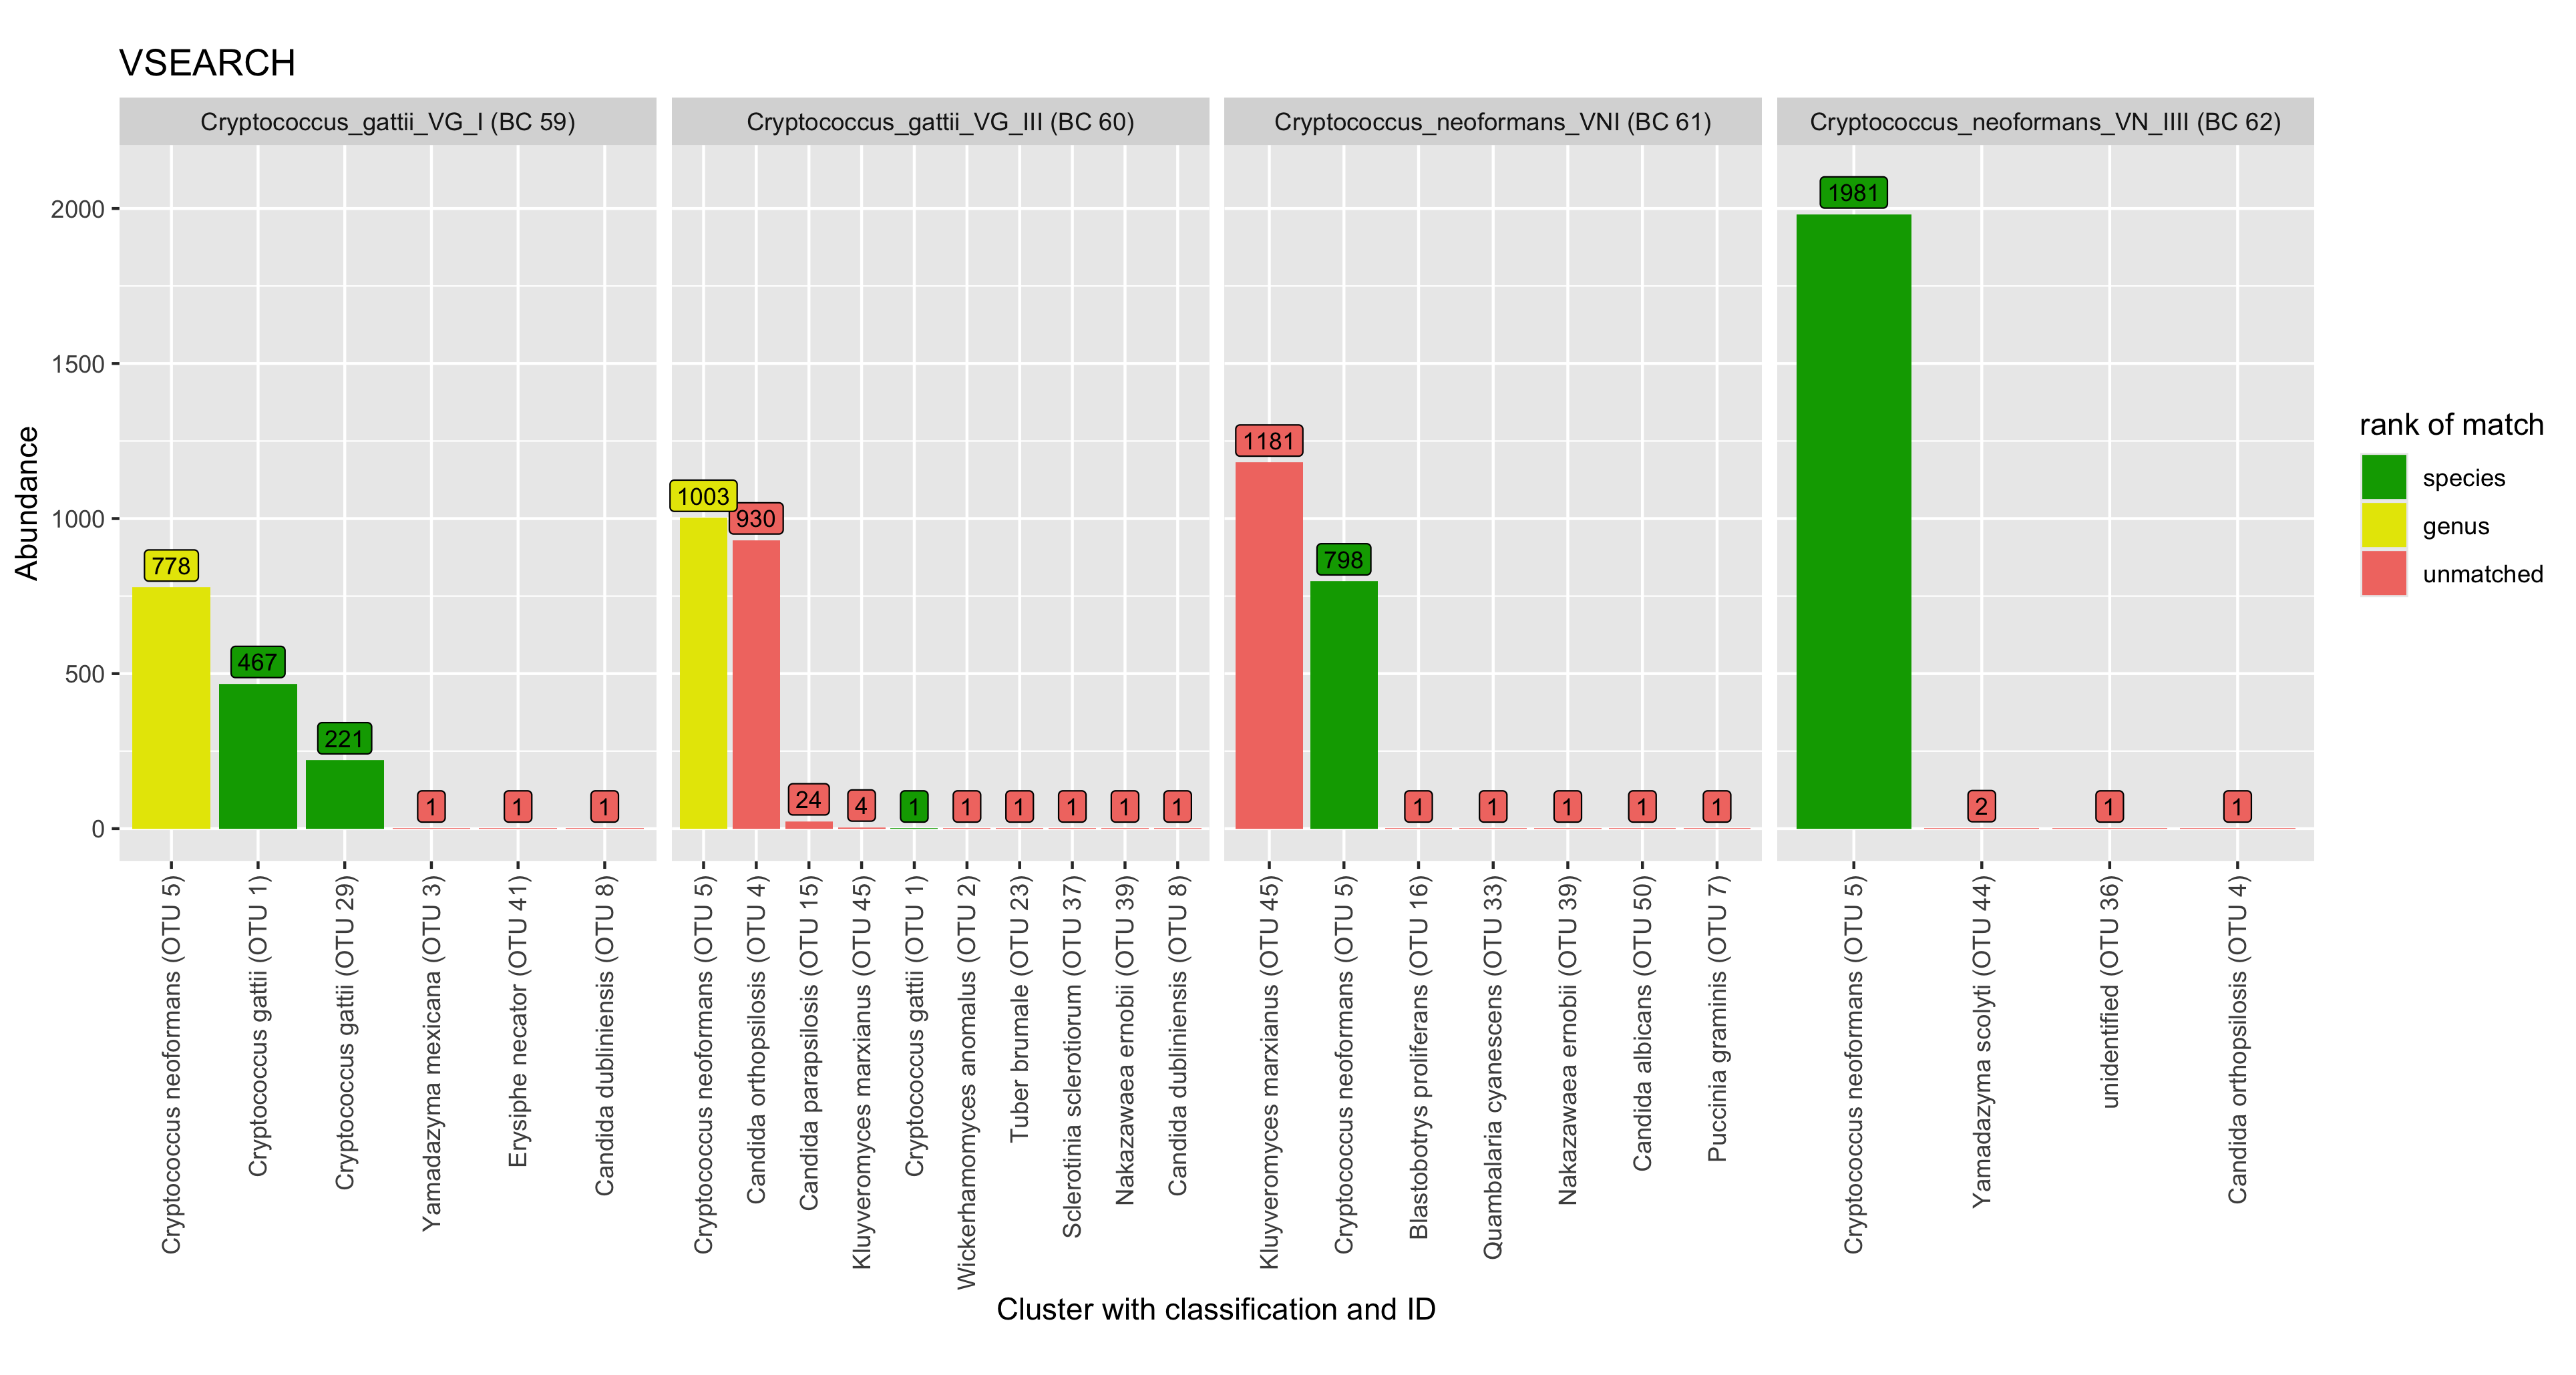 VSEARCH
Cryptococcus_gattii_VG_I (BC 59)
Cryptococcus_gattii_VG_III (BC 60)
Cryptococcus_neoformans_VNI (BC 61)
Cryptococcus_neoformans_VN_IIII (BC 62)
Abundance
2000
1500
1000
500
0
778
467
221
1
1
1
1003
930
24
4
1
1
1
1
1
1
1181
798
1
1
1
1
1
1981
2
1
1
Cryptococcus neoformans (OTU 5)
Cryptococcus gattii (OTU 1)
Cryptococcus gattii (OTU 29)
Yamadazyma mexicana (OTU 3)
Erysiphe necator (OTU 41)
Candida dubliniensis (OTU 8)
Cryptococcus neoformans (OTU 5)
Candida orthopsilosis (OTU 4)
Candida parapsilosis (OTU 15)
Kluyveromyces marxianus (OTU 45)
Cryptococcus gattii (OTU 1)
Wickerhamomyces anomalus (OTU 2)
Tuber brumale (OTU 23)
Sclerotinia sclerotiorum (OTU 37)
Nakazawaea ernobii (OTU 39)
Candida dubliniensis (OTU 8)
Kluyveromyces marxianus (OTU 45)
Cryptococcus neoformans (OTU 5)
Blastobotrys proliferans (OTU 16)
Quambalaria cyanescens (OTU 33)
Nakazawaea ernobii (OTU 39)
Candida albicans (OTU 50)
Puccinia graminis (OTU 7)
Cryptococcus neoformans (OTU 5)
Yamadazyma scolyti (OTU 44)
unidentified (OTU 36)
Candida orthopsilosis (OTU 4)
Cluster with classification and ID
rank of match
species
genus
unmatched